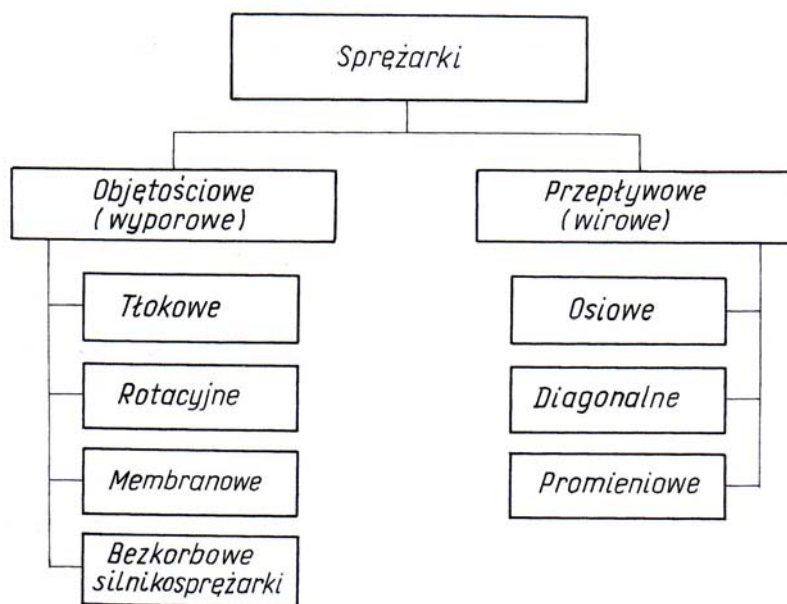 Sprężarki
Objętościowe
(wyporowe)
Przepływowe
(wirowe)
Tłokowe
Rotacyjne
Membranowe
Bezkorbowe
silnikosprężarki
Osiowe
Diagonalne
Promieniowe